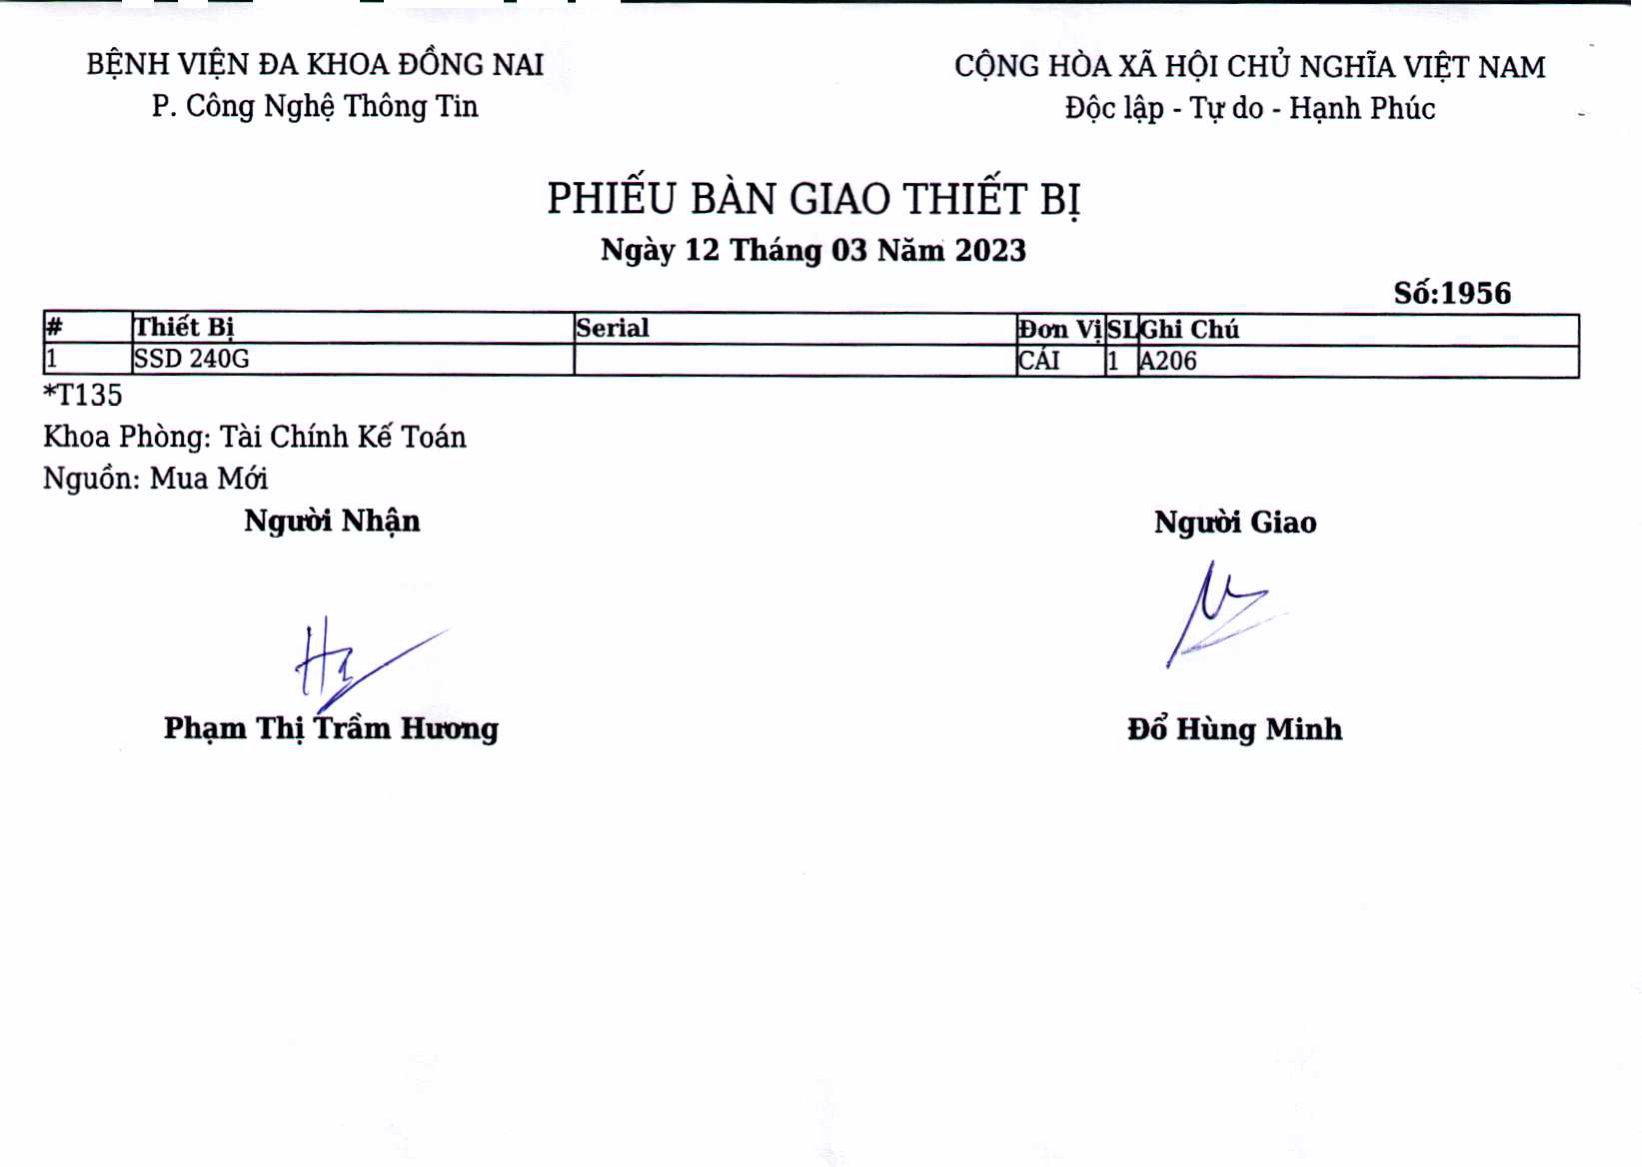 BỆNH VIỆN ĐA KHOA ĐỒNG NAI
P. Công Nghệ Thông Tin
CỘNG HÒA XÃ HỘI CHỦ NGHĨA VIỆT NAM
Độc lập - Tự do - Hạnh Phúc
PHIẾU BÀN GIAO THIẾT BỊ
Ngày 12 Tháng 03 Năm 2023
Số:1956
# Thiết Bị Serial Đơn Vị SL Ghi Chú
1 SSD 240G CÁI 1 A206
*T135
Khoa Phòng: Tài Chính Kế Toán
Nguồn: Mua Mới
Người Nhận Người Giao
Phạm Thị Trầm Hương Đổ Hùng Minh